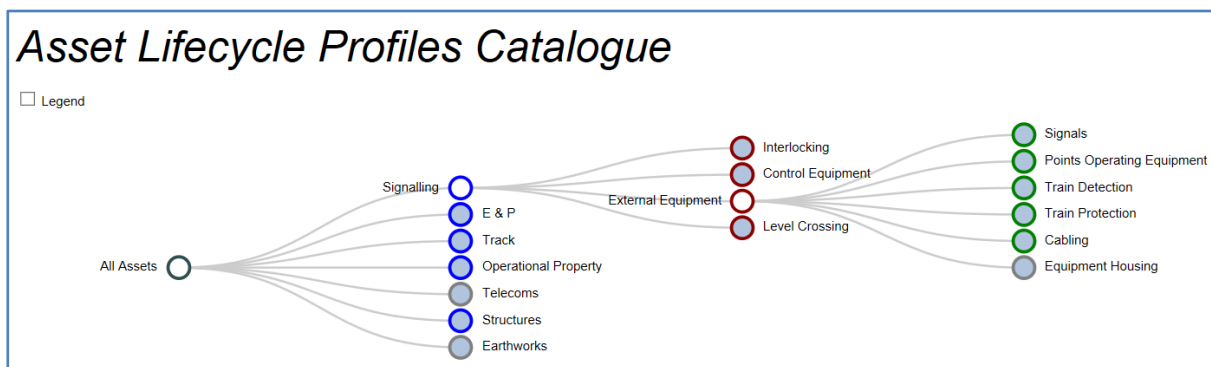 Asset Lifecycle Profiles Catalogue
Legend
All Assets
Signalling
E & P
Track
Operational Property
Telecoms
Structures
Earthworks
Interlocking
Control Equipment
External Equipment
Level Crossing
Signals
Points Operating Equipment
Train Detection
Train Protection
Cabling
Equipment Housing